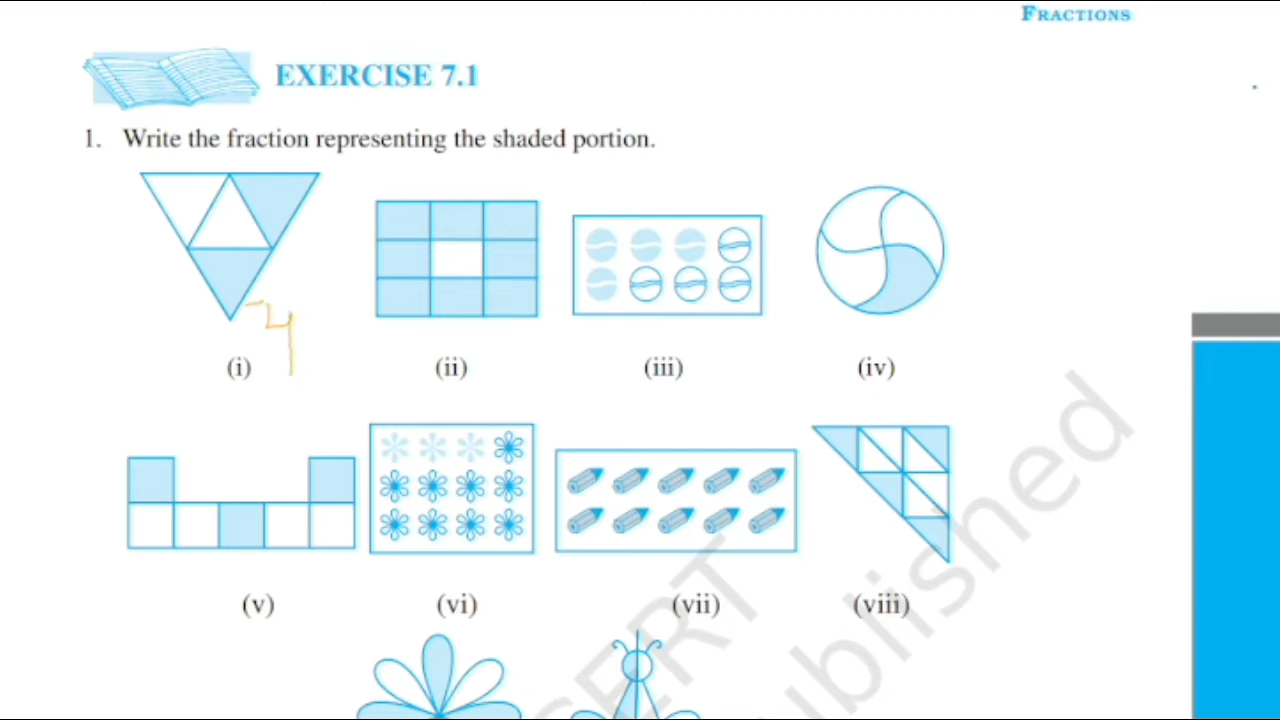 FRACTIONS
EXERCISE 7.1
1. Write the fraction representing the shaded portion.
4
(i) (ii) (iii) (iv)
(v) (vi) (vii) (viii)